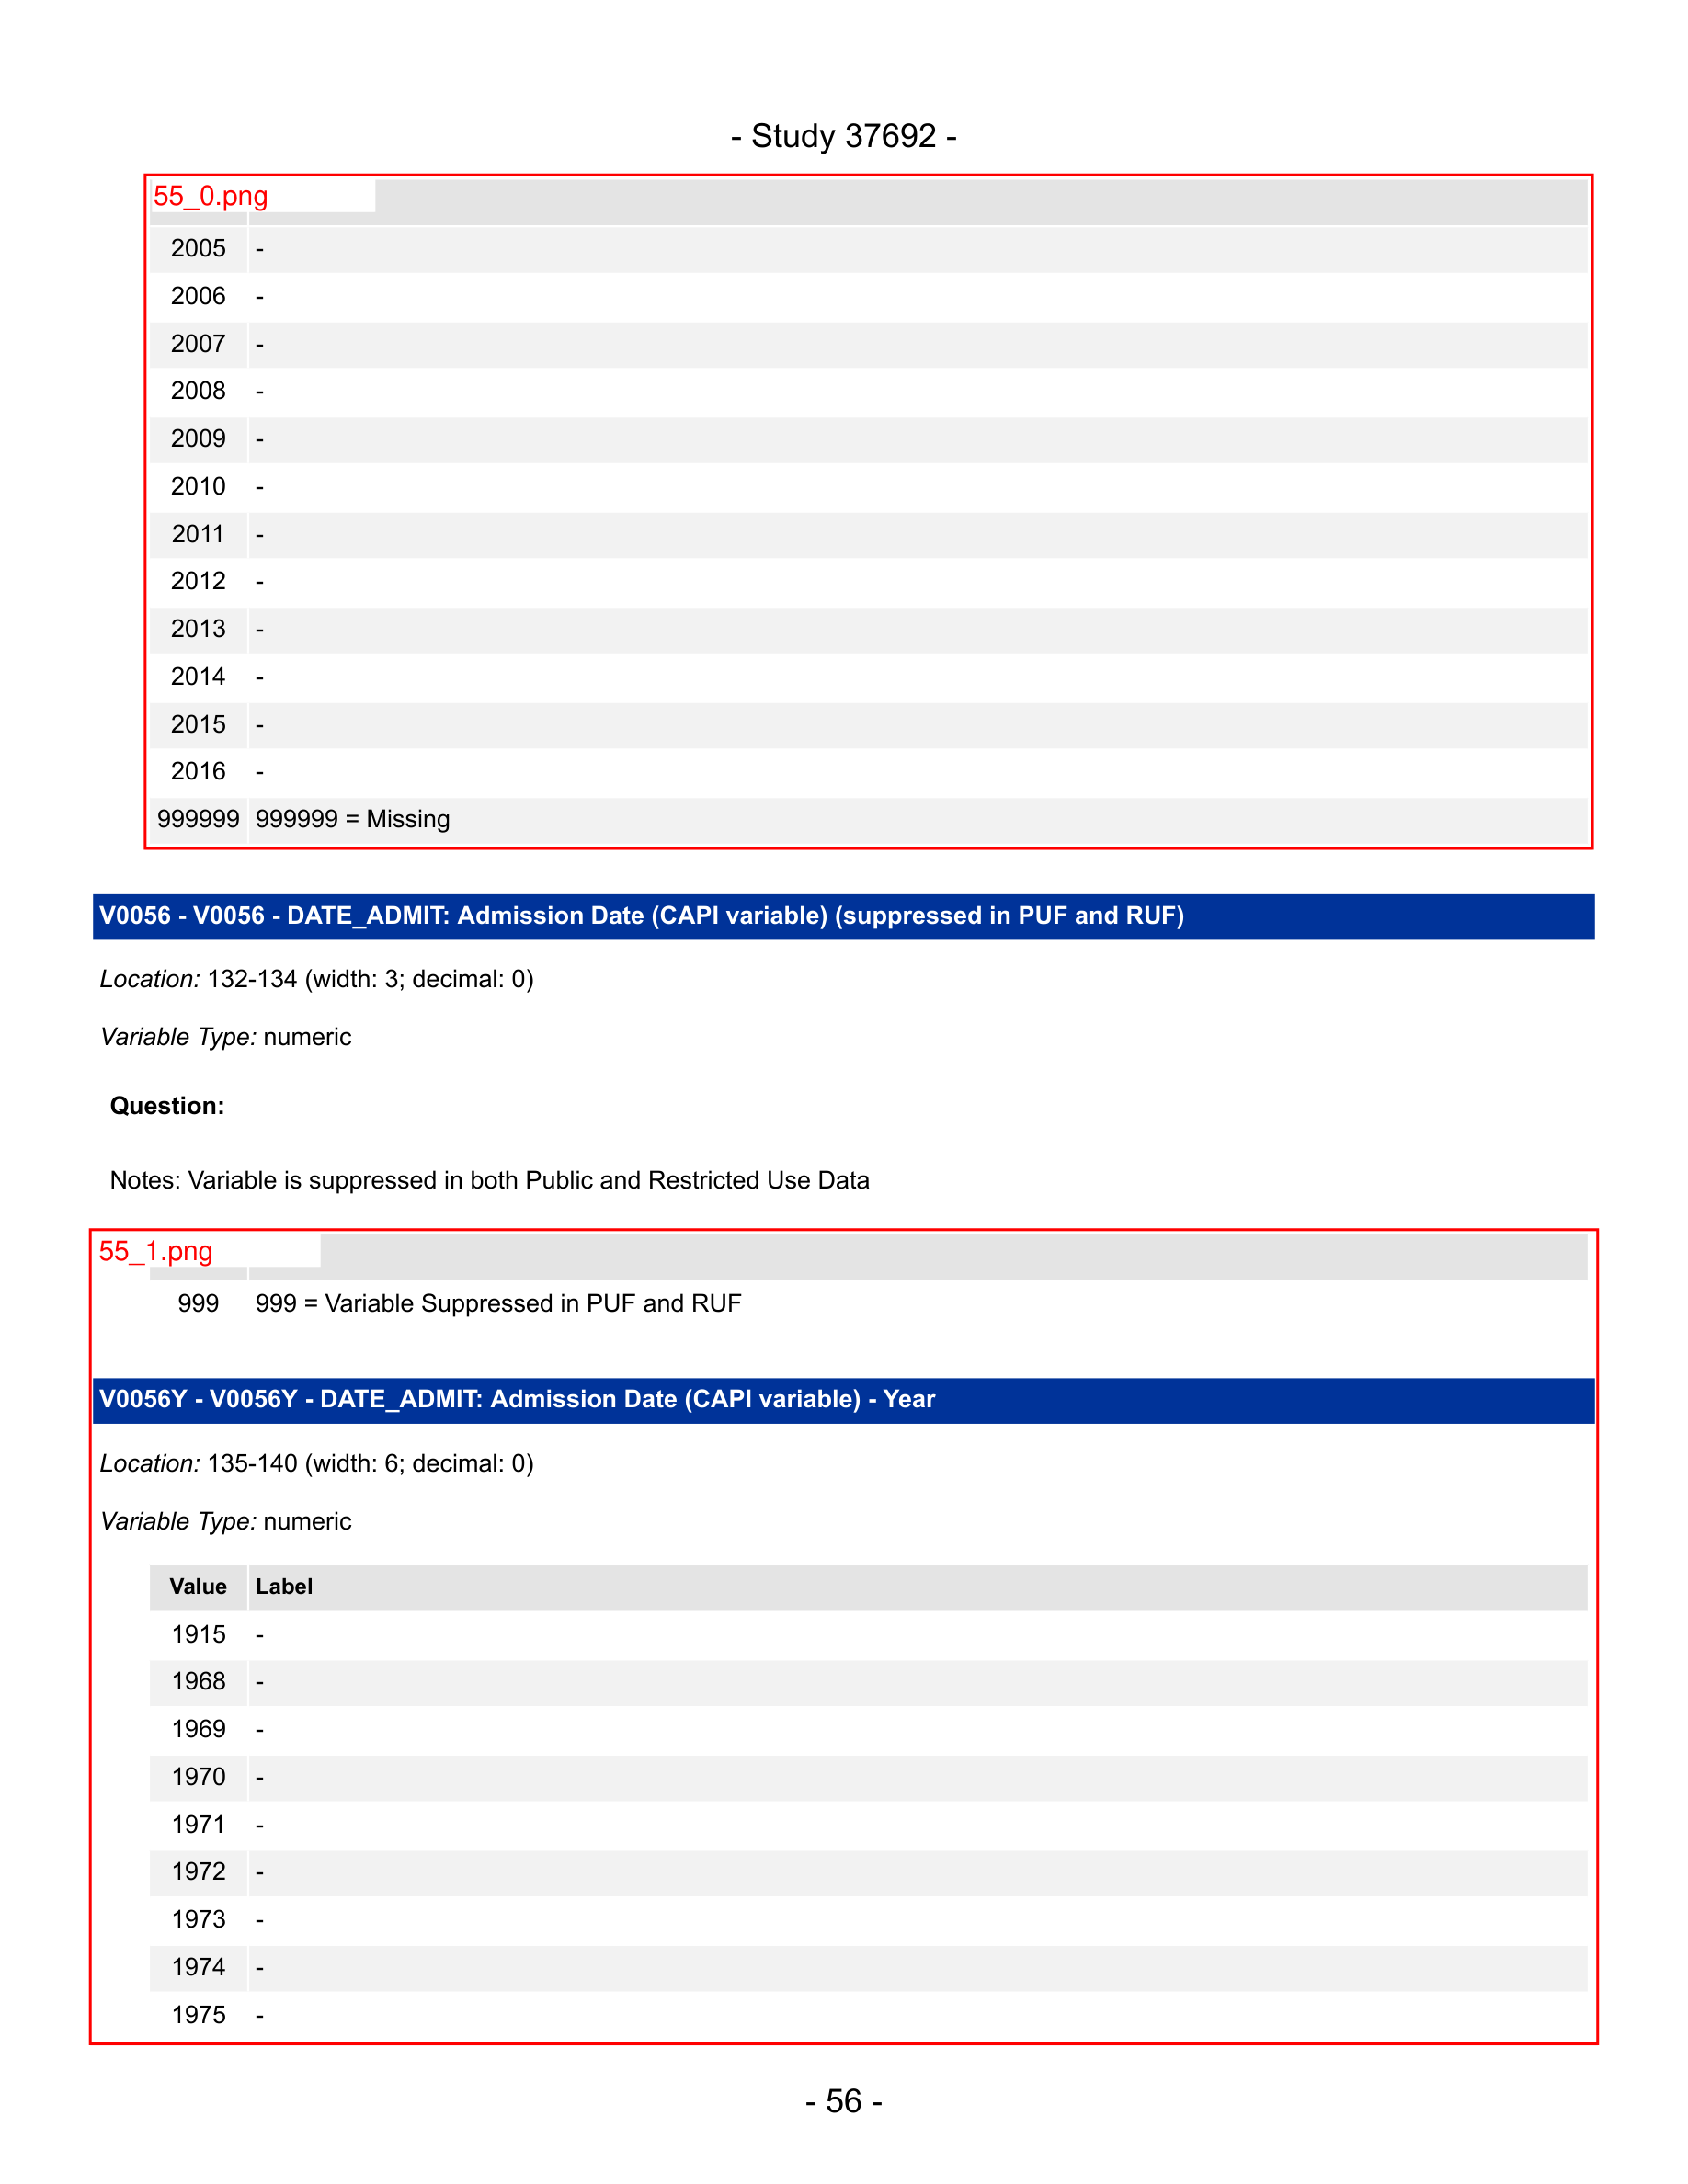 - Study 37692 -
55_0.png
2005 -
2006 -
2007 -
2008 -
2009 -
2010 -
2011 -
2012 -
2013 -
2014 -
2015 -
2016 -
999999 999999 = Missing
V0056 - V0056 - DATE_ADMIT: Admission Date (CAPI variable) (suppressed in PUF and RUF)
Location: 132-134 (width: 3; decimal: 0)
Variable Type: numeric
Question:
Notes: Variable is suppressed in both Public and Restricted Use Data
55_1.png
999 999 = Variable Suppressed in PUF and RUF
V0056Y - V0056Y - DATE_ADMIT: Admission Date (CAPI variable) - Year
Location: 135-140 (width: 6; decimal: 0)
Variable Type: numeric
Value Label
1915 -
1968 -
1969 -
1970 -
1971 -
1972 -
1973 -
1974 -
1975 -
- 56 -